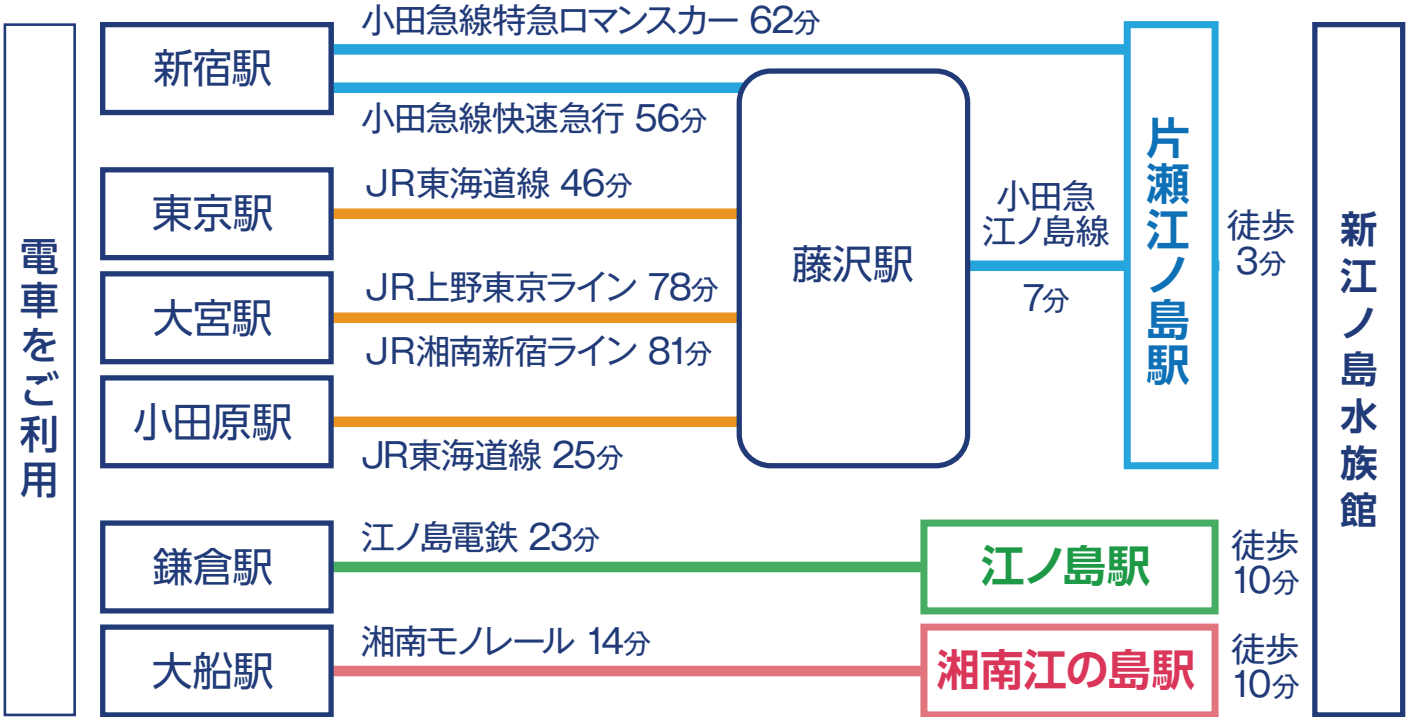 電車をご利用
新宿駅
小田急線特急ロマンスカー 62分
小田急線快速急行 56分
東京駅
JR東海道線 46分
大宮駅
JR上野東京ライン 78分
JR湘南新宿ライン 81分
小田原駅
JR東海道線 25分
藤沢駅
小田急
江ノ島線
7分
片瀬江ノ島駅
徒歩
3分
鎌倉駅
江ノ島電鉄 23分
江ノ島駅
徒歩
10分
大船駅
湘南モノレール 14分
湘南江の島駅
徒歩
10分
新江ノ島水族館